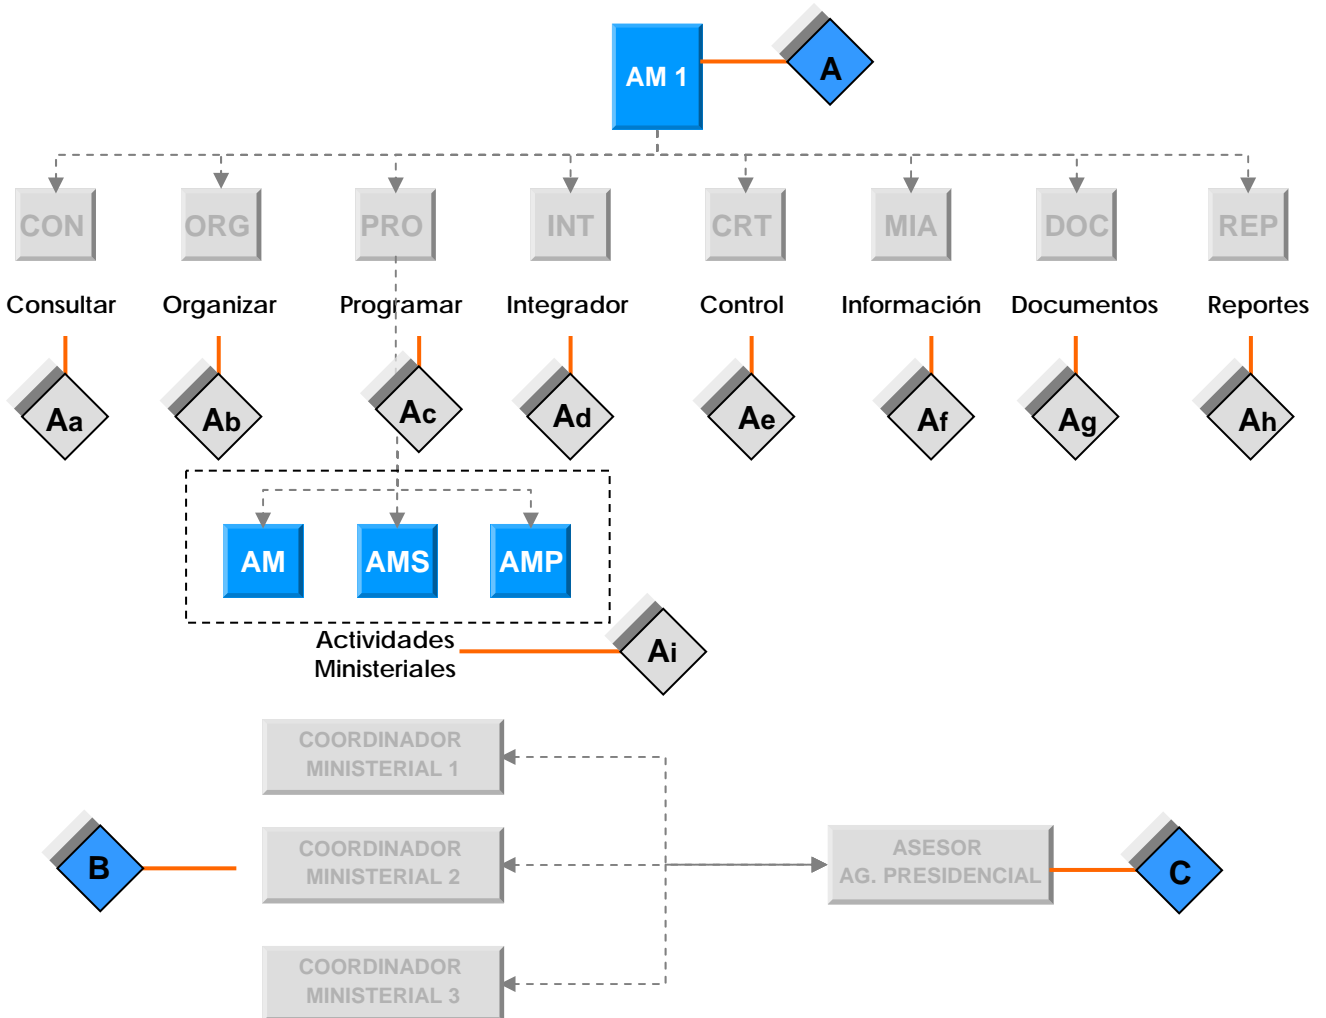 AM 1
A
CON ORG PRO INT CRT MIA DOC REP
Consultar Organizar Programar Integrador Control Información Documentos Reportes
Aa Ab Ac Ad Ae Af Ag Ah
AM AMS AMP
Actividades
Ministeriales
Ai
COORDINADOR
MINISTERIAL 1
B
COORDINADOR
MINISTERIAL 2
ASESOR
AG. PRESIDENCIAL
C
COORDINADOR
MINISTERIAL 3